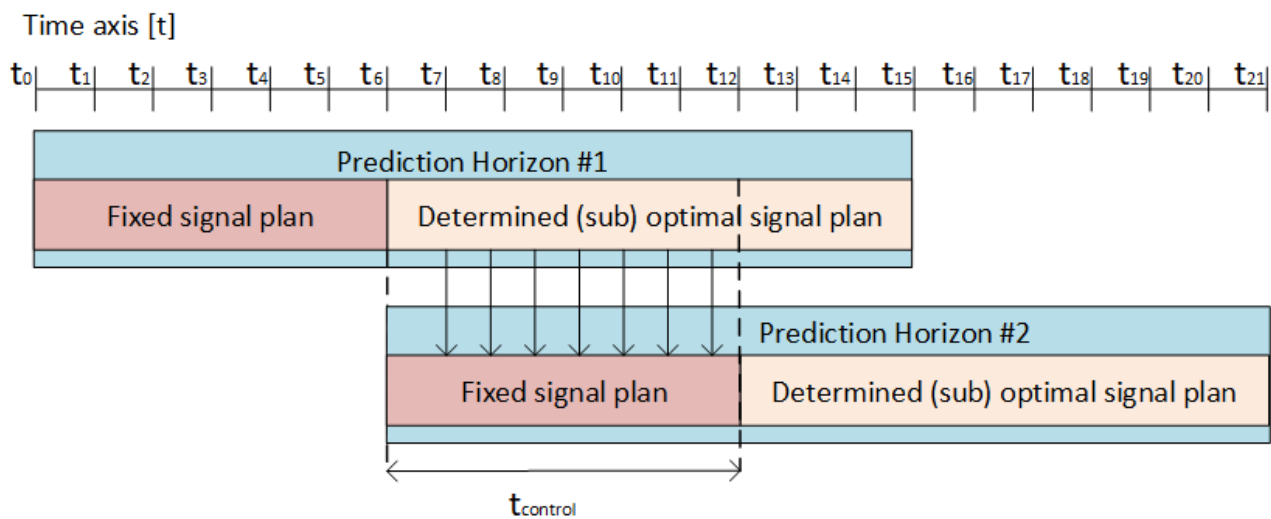 Time axis [t]
t0 t1 t2 t3 t4 t5 t6 t7 t8 t9 t10 t11 t12 t13 t14 t15 t16 t17 t18 t19 t20 t21
Prediction Horizon #1
Fixed signal plan Determined (sub) optimal signal plan
Prediction Horizon #2
Fixed signal plan Determined (sub) optimal signal plan
tcontrol